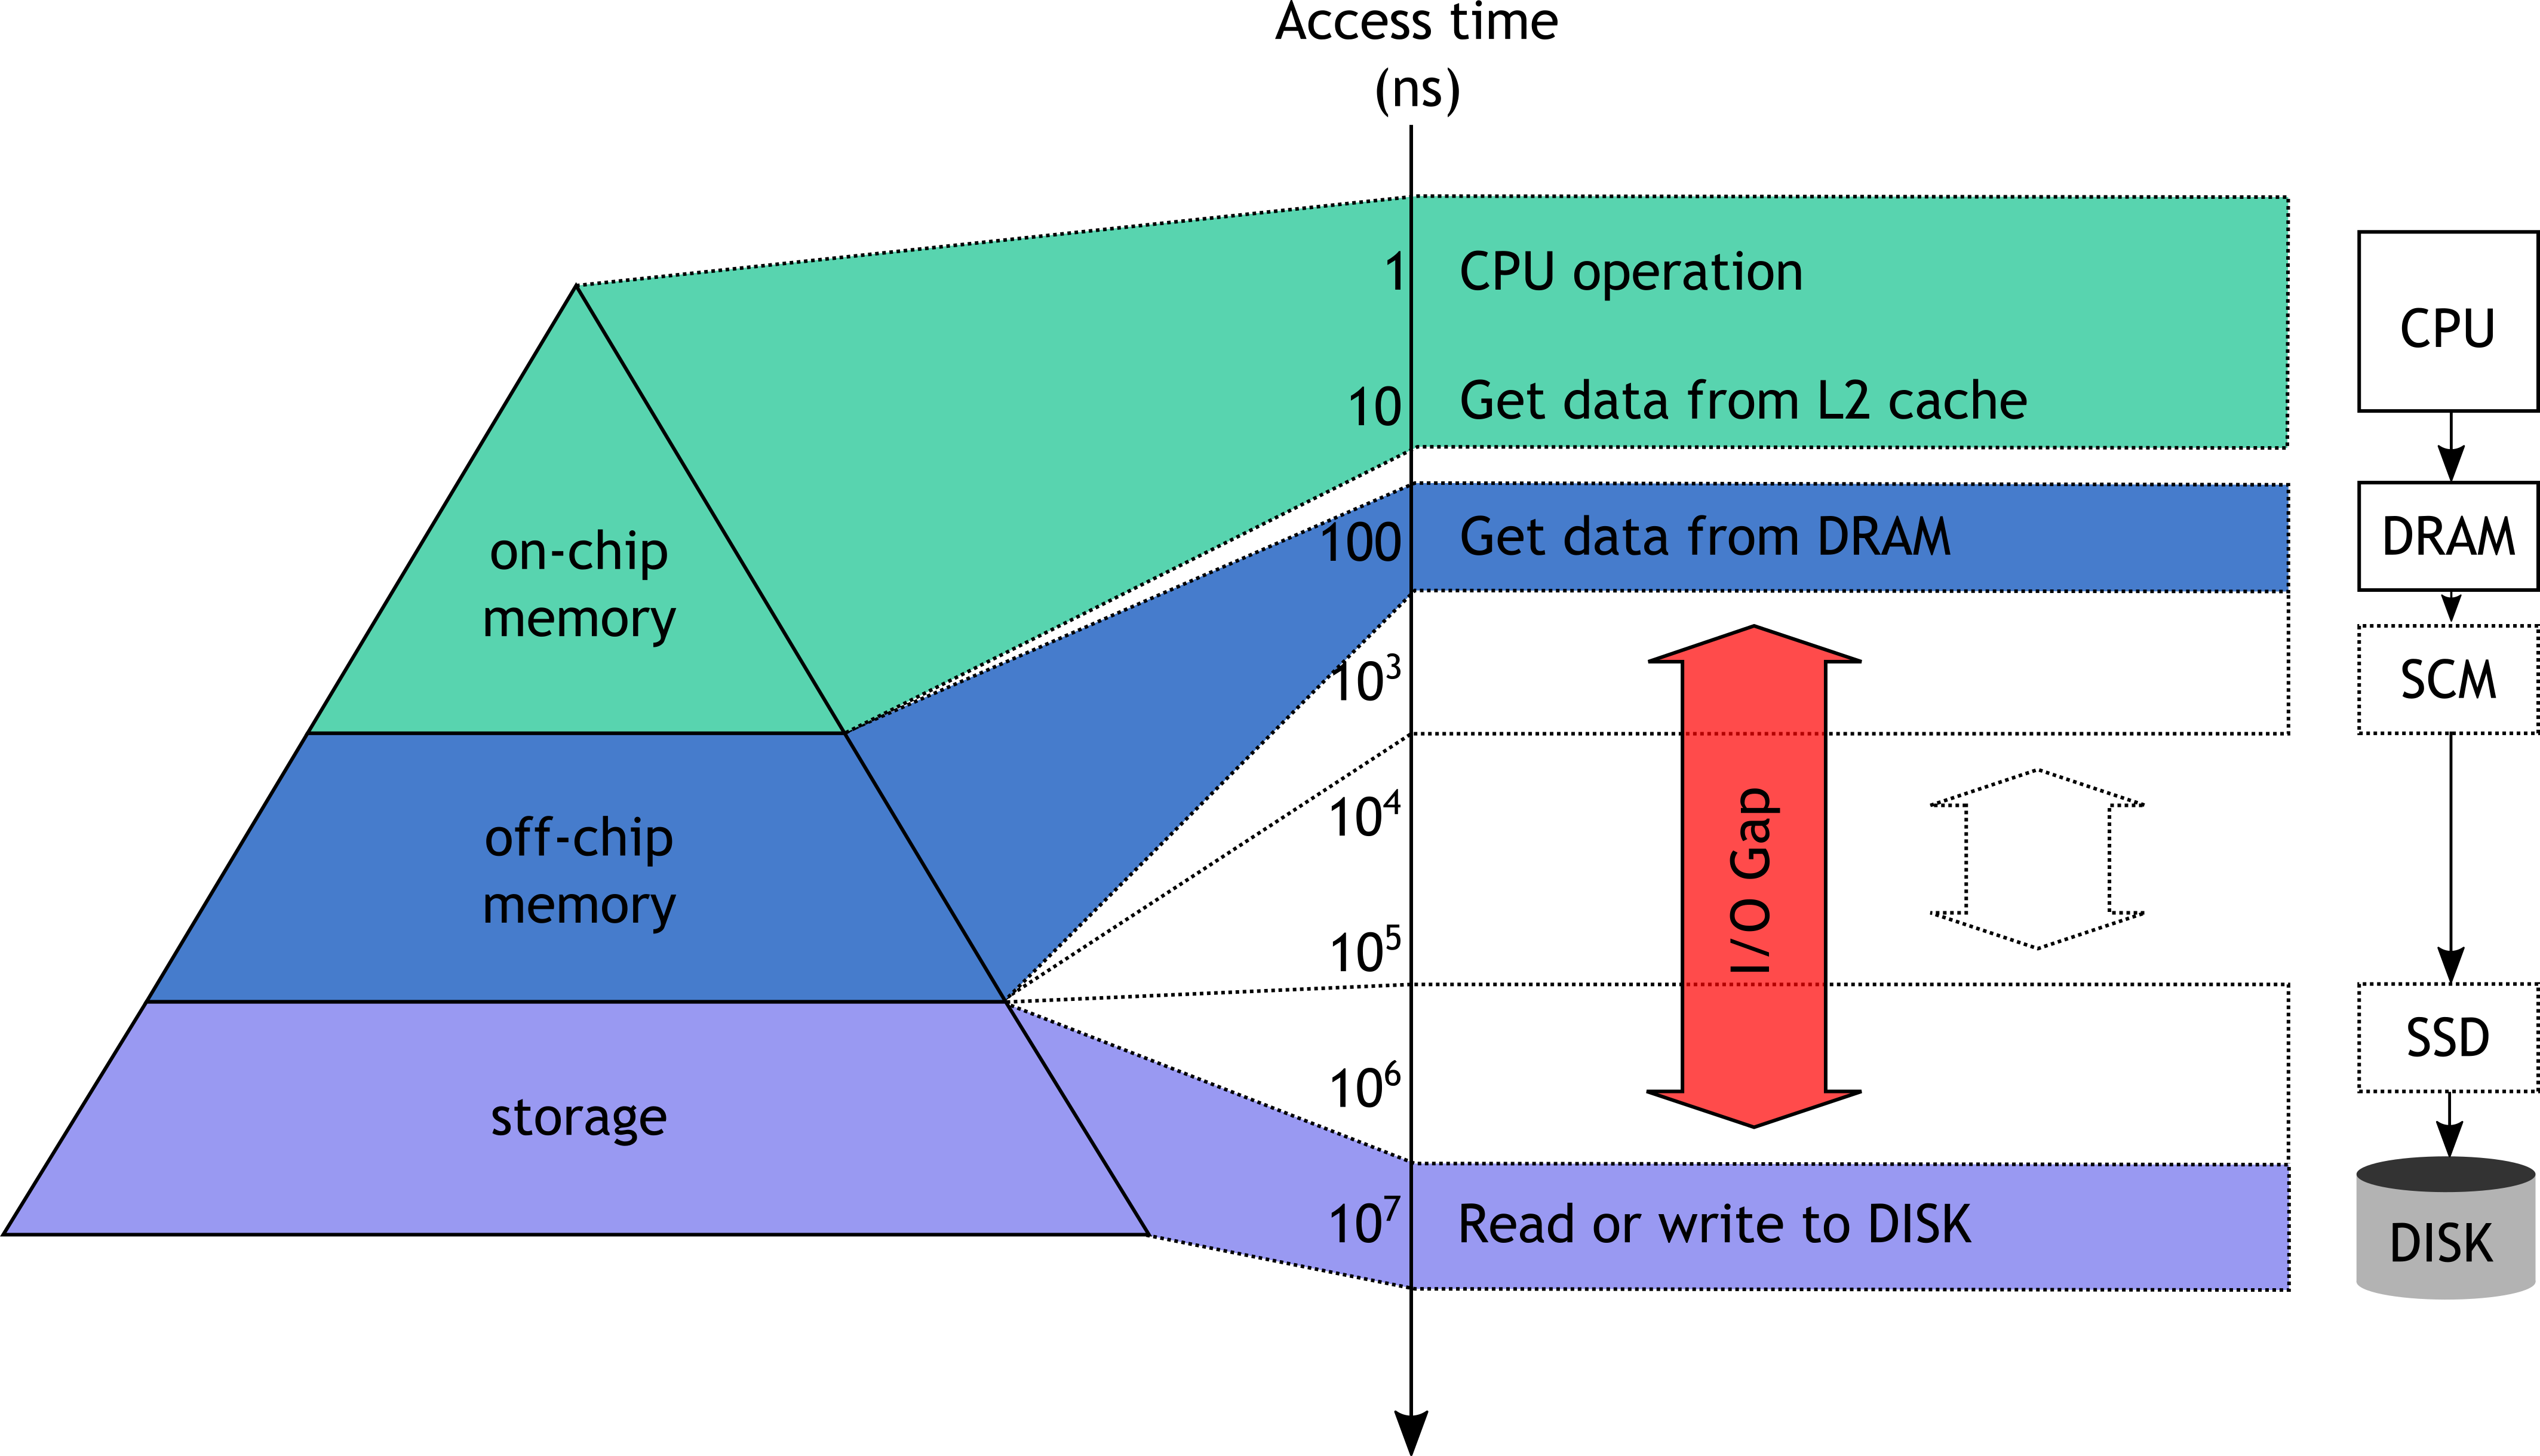 Access time
(ns)
1
CPU operation
CPU
10
Get data from L2 cache
100
Get data from DRAM
DRAM
on-chip
memory
10³
SCM
off-chip
memory
10⁴
I/O Gap
10⁵
10⁶
SSD
storage
10⁷
Read or write to DISK
DISK